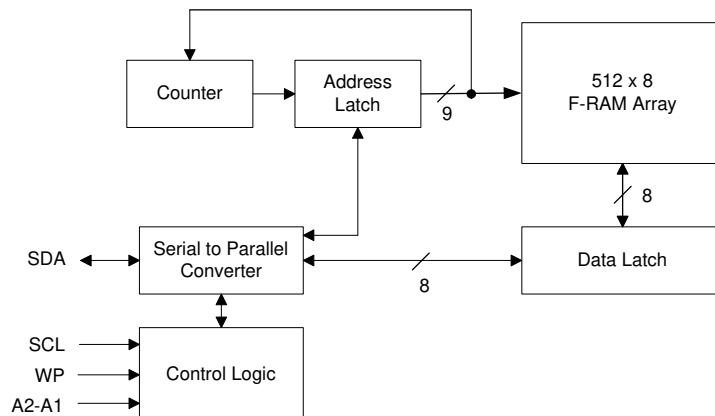 512 x 8
F-RAM Array
Counter
Address
Latch
9
8
SDA
Serial to Parallel
Converter
8
Data Latch
SCL
WP
A2-A1
Control Logic